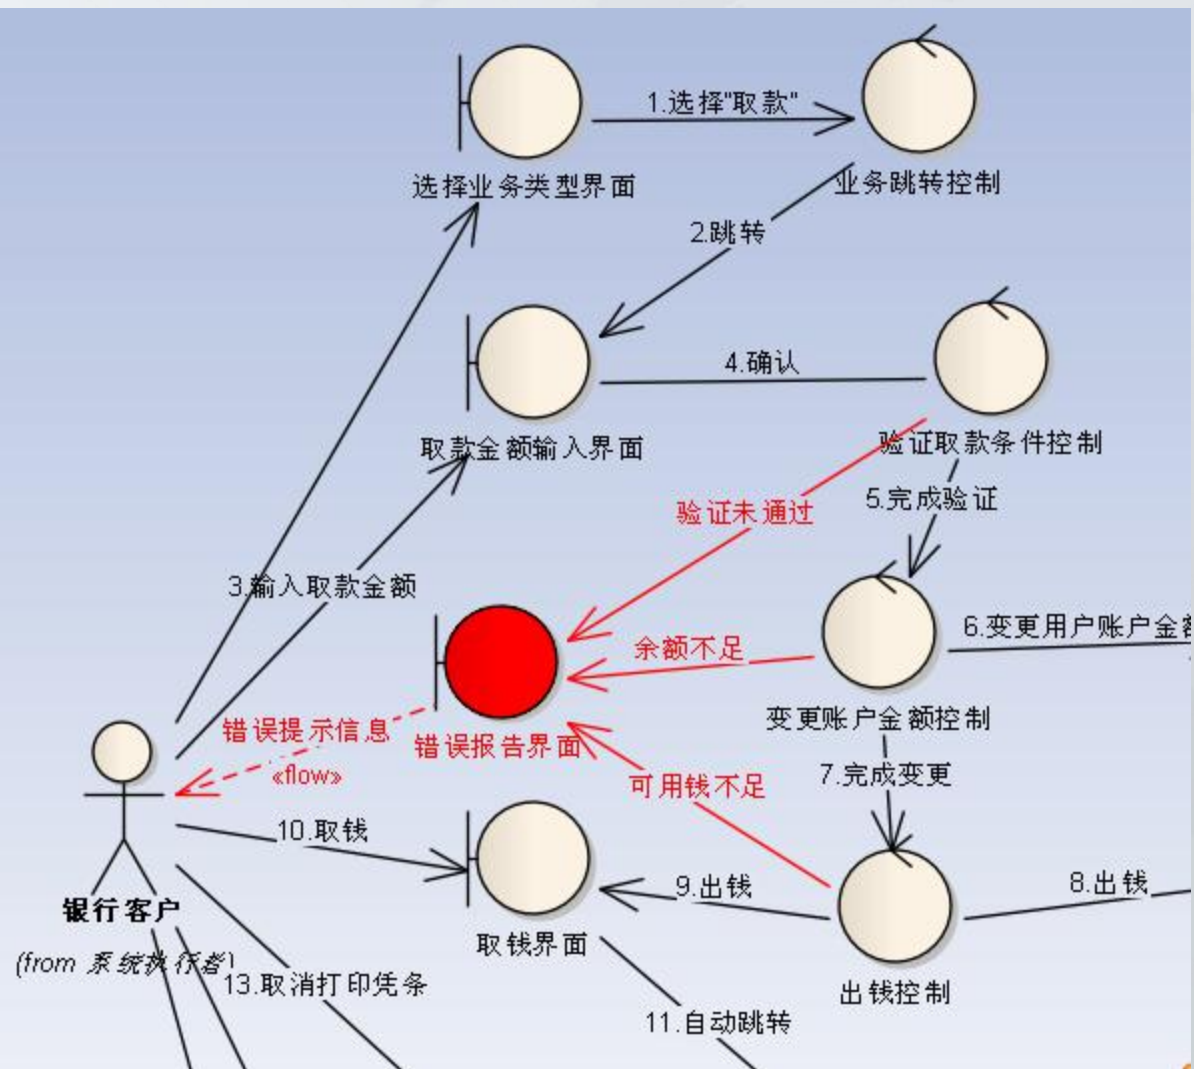 1.选择"取款"
选择业务类型界面
业务跳转控制
2.跳转
4.确认
取款金额输入界面
验证取款条件控制
5.完成验证
验证未通过
3.输入取款金额
6.变更用户账户金
余额不足
变更账户金额控制
错误提示信息
错误报告界面
«flow»
7.完成变更
可用钱不足
10.取钱
9.出钱
8.出钱
银行客户
取钱界面
(from 系统执行者)
13.取消打印凭条
出钱控制
11.自动跳转